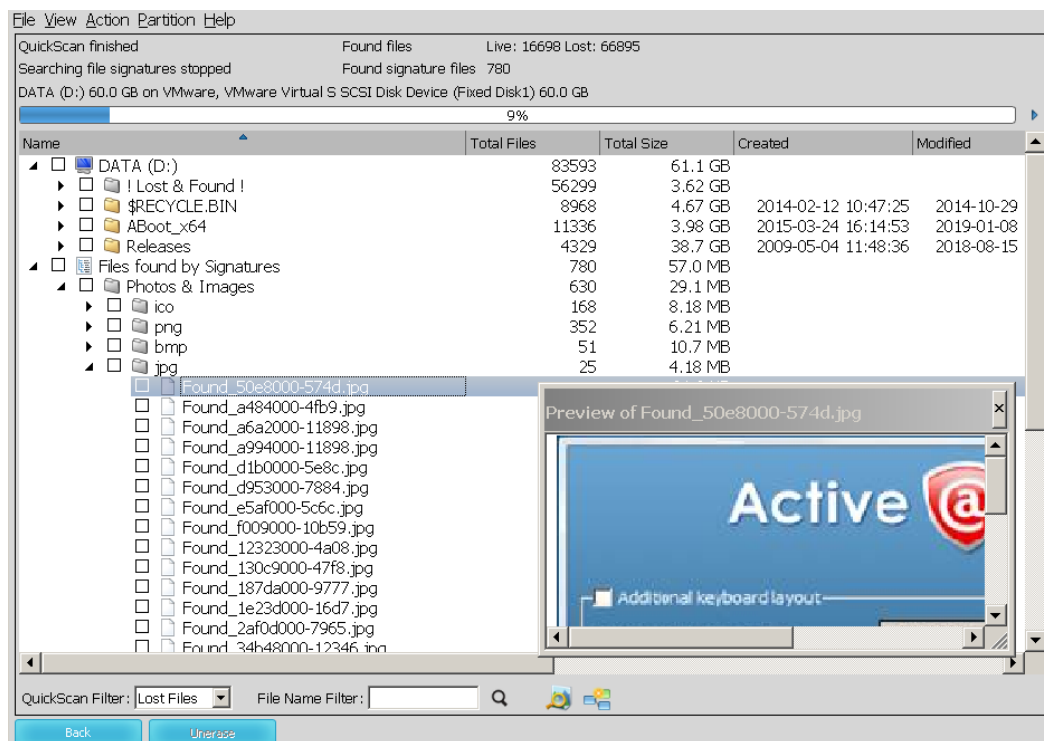 File View Action Partition Help
QuickScan finished Found files Live: 16698 Lost: 66895
Searching file signatures stopped Found signature files 780
DATA (D:) 60.0 GB on VMware, VMware Virtual S SCSI Disk Device (Fixed Disk1) 60.0 GB
9%
Name Total Files Total Size Created Modified
DATA (D:) 83593 61.1 GB
! Lost & Found ! 56299 3.62 GB
$RECYCLE.BIN 8968 4.67 GB 2014-02-12 10:47:25 2014-10-29
ABoot_x64 11336 3.98 GB 2015-03-24 16:14:53 2019-01-08
Releases 4329 38.7 GB 2009-05-04 11:48:36 2018-08-15
Files found by Signatures 780 57.0 MB
Photos & Images 630 29.1 MB
ico 168 8.18 MB
png 352 6.21 MB
bmp 51 10.7 MB
jpg 25 4.18 MB
Found_50e8000-574d.jpg
Found_a484000-4fb9.jpg
Found_a6a2000-11898.jpg
Found_a994000-11898.jpg
Found_d1b0000-5e8c.jpg
Found_d953000-7884.jpg
Found_e5af000-5c6c.jpg
Found_f009000-10b59.jpg
Found_12323000-4a08.jpg
Found_130c9000-47f8.jpg
Found_187da000-9777.jpg
Found_1e23d000-16d7.jpg
Found_2af0d000-7965.jpg
Found_34b48000-12346.jpg
Preview of Found_50e8000-574d.jpg
Active @
Additional keyboard layout
QuickScan Filter: Lost Files File Name Filter:
Back Unerase